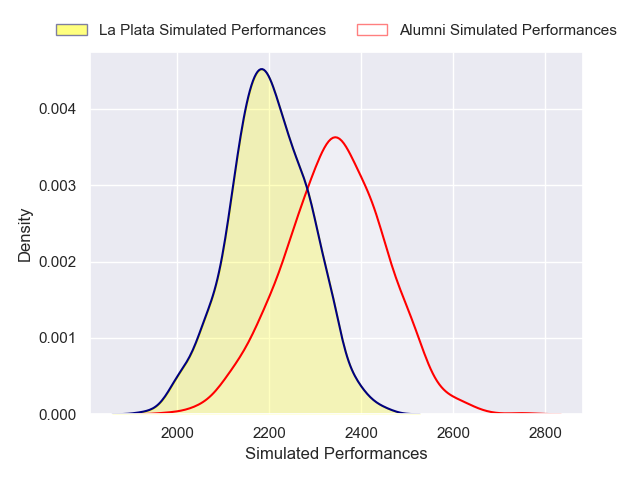 La Plata Simulated Performances Alumni Simulated Performances
0.004
0.003
0.002
0.001
0.000
Density
2000 2200 2400 2600 2800
Simulated Performances